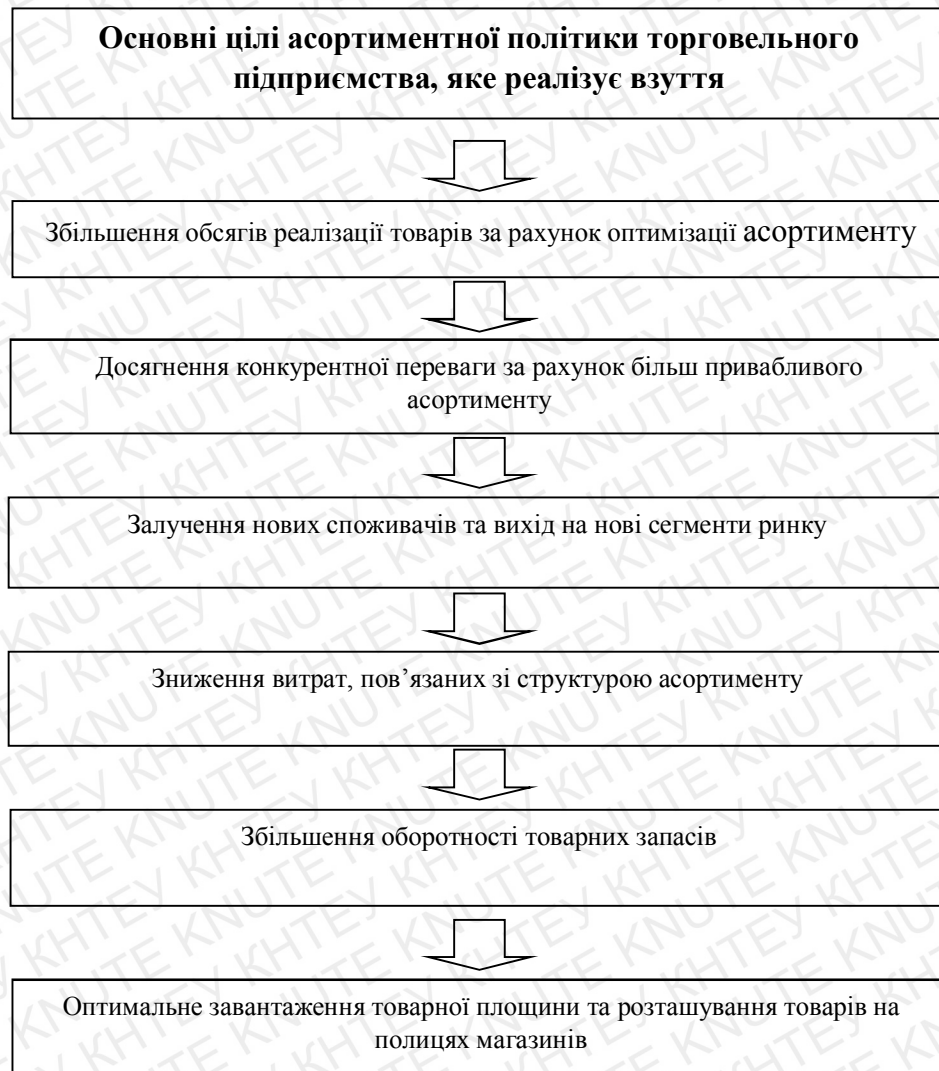 Основні цілі асортиментної політики торговельного
підприємства, яке реалізує взуття
Збільшення обсягів реалізації товарів за рахунок оптимізації асортименту
Досягнення конкурентної переваги за рахунок більш привабливого
асортименту
Залучення нових споживачів та вихід на нові сегменти ринку
Зниження витрат, пов’язаних зі структурою асортименту
Збільшення оборотності товарних запасів
Оптимальне завантаження товарної площини та розташування товарів на
полицях магазинів